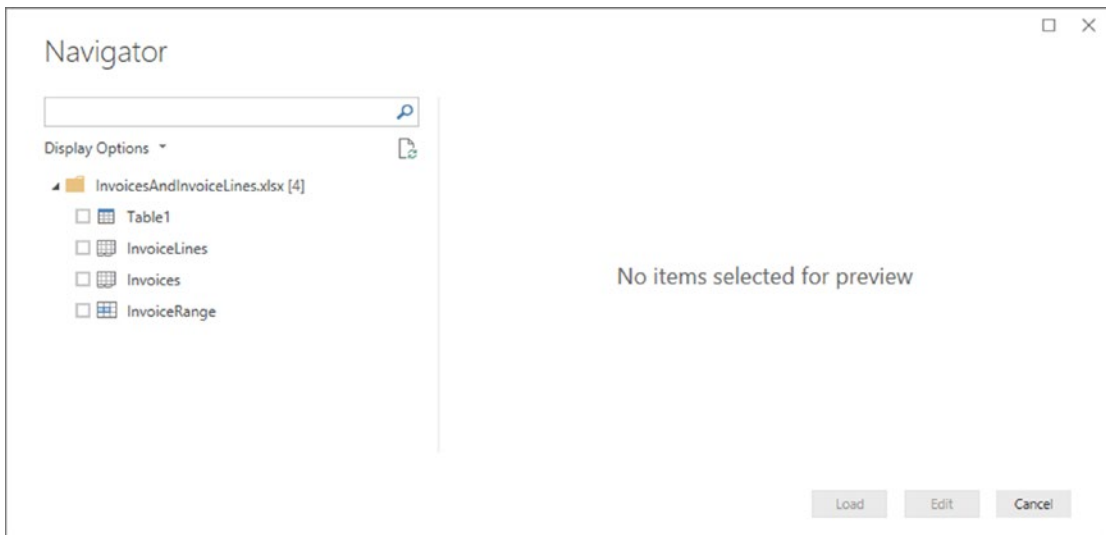 Navigator
Display Options
InvoicesAndInvoiceLines.xlsx [4]
Table1
InvoiceLines
Invoices
InvoiceRange
No items selected for preview
Load
Edit
Cancel